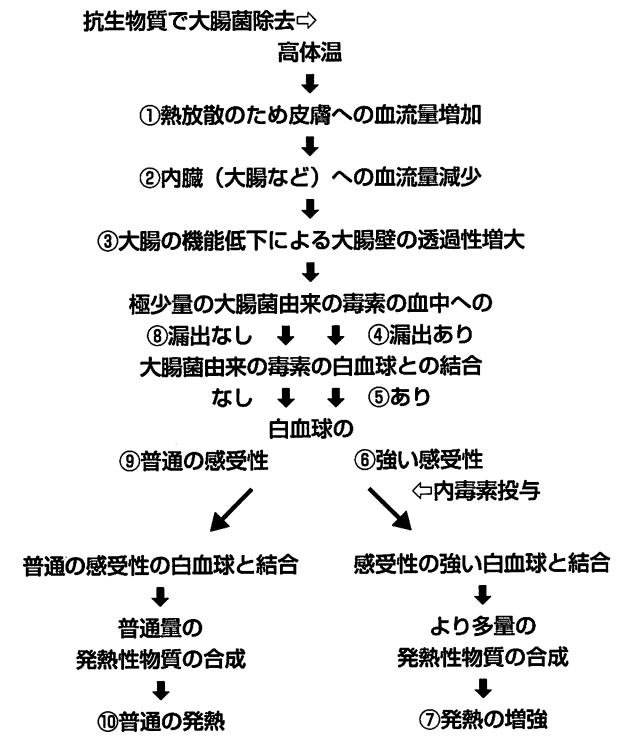 抗生物質で大腸菌除去⇨
高体温
①熱放散のため皮膚への血流量増加
②内臓（大腸など）への血流量減少
③大腸の機能低下による大腸壁の透過性増大
極少量の大腸菌由来の毒素の血中への
⑧漏出なし ④漏出あり
大腸菌由来の毒素の白血球との結合
なし ⑤あり
白血球の
⑨普通の感受性 ⑥強い感受性
⇦内毒素投与
普通の感受性の白血球と結合 感受性の強い白血球と結合
普通量の より多量の
発熱性物質の合成 発熱性物質の合成
⑩普通の発熱 ⑦発熱の増強